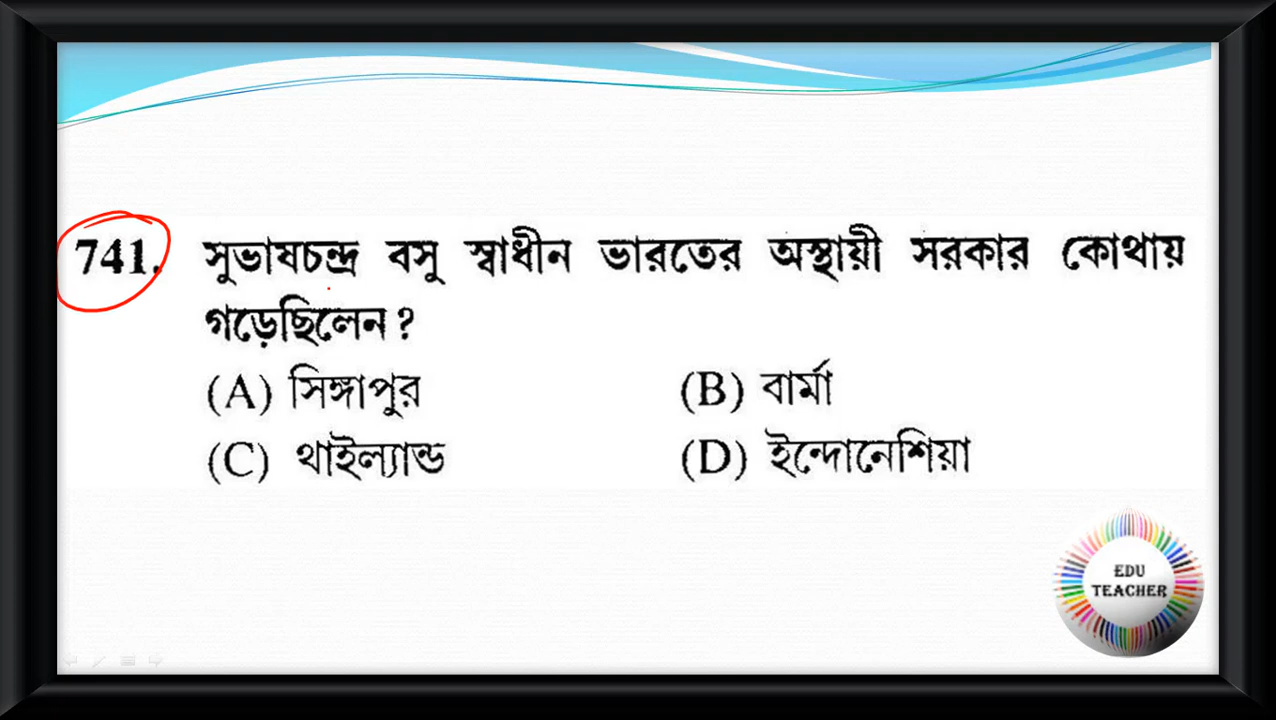 741. সুভাষচন্দ্র বসু স্বাধীন ভারতের অস্থায়ী সরকার কোথায়
গড়েছিলেন?
(A) সিঙ্গাপুর (B) বার্মা
(C) থাইল্যান্ড (D) ইন্দোনেশিয়া
EDU
TEACHER